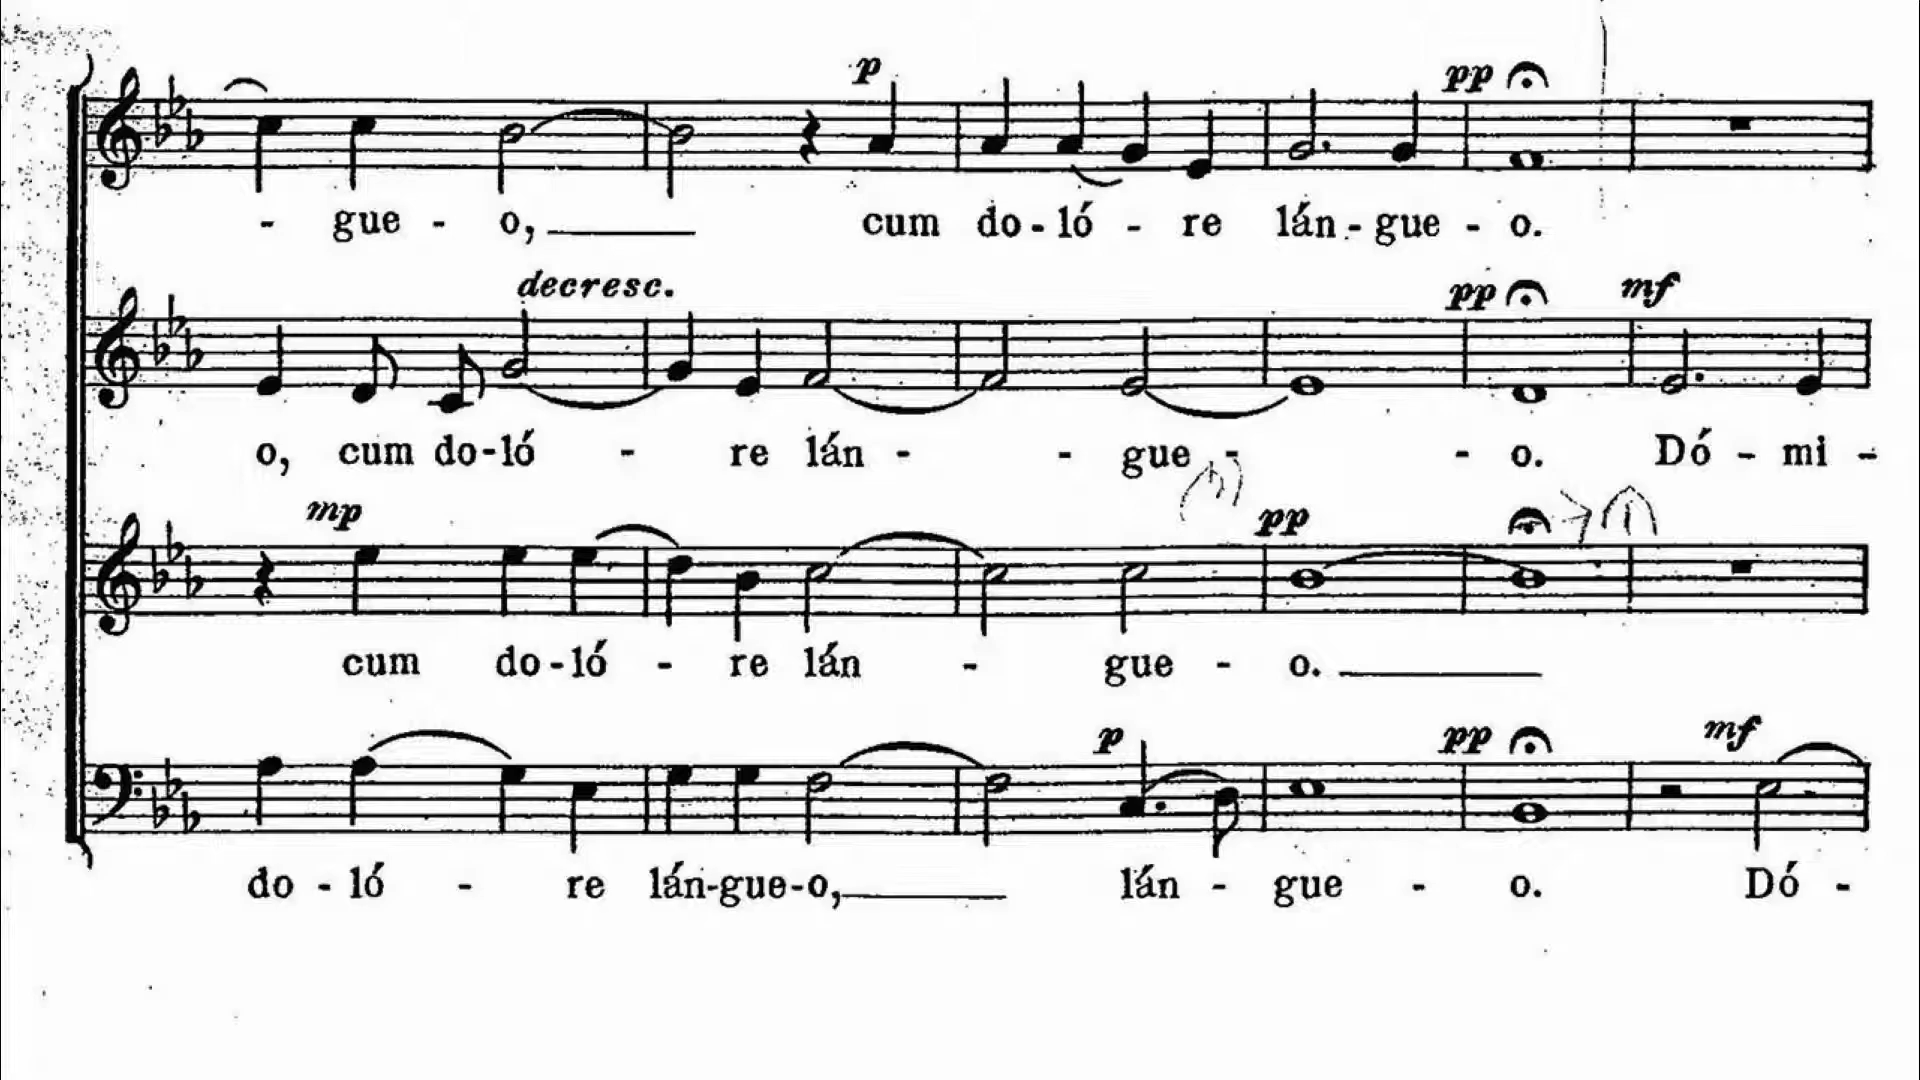 p pp
- gue - o, cum do - ló - re lán - gue - o.
decresc. pp mf
o, cum do - ló - re lán - - gue - - o. Dó - mi -
mp pp
cum do - ló - re lán - gue - o.
p pp mf
do - ló - re lán - gue - o, lán - gue - o. Dó -